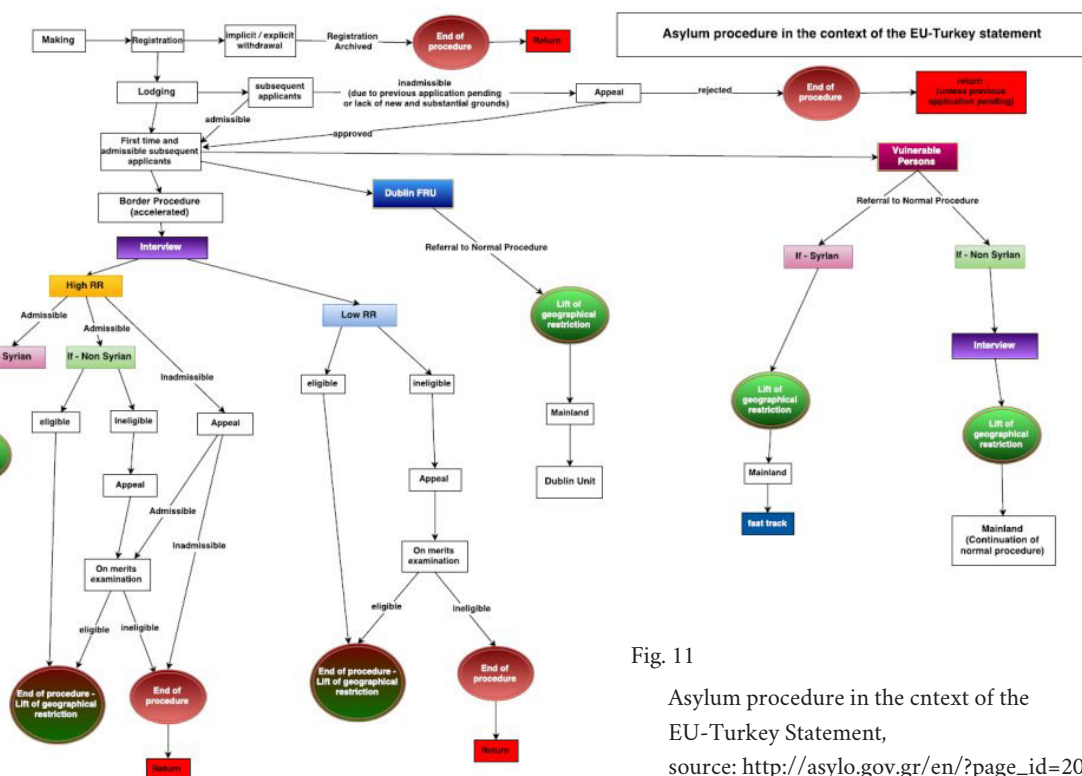 Asylum procedure in the context of the EU-Turkey statement
Making
Registration
implicit / explicit
withdrawal
Registration
Archived
End of
procedure
Return
Lodging
subsequent
applicants
inadmissible
(due to previous application pending
or lack of new and substantial grounds)
Appeal
rejected
End of
procedure
return
(unless previous
application pending)
admissible
approved
First time and
admissible subsequent
applicants
Vulnerable
Persons
Dublin FRU
Border Procedure
(accelerated)
Referral to Normal Procedure
Interview
Referral to Normal Procedure
If - Syrian
If - Non Syrian
High RR
Low RR
Lift of
geographical
restriction
Admissible
Admissible
Inadmissible
Syrian
If - Non Syrian
Interview
eligible
ineligible
Lift of
geographical
restriction
eligible
Ineligible
Appeal
Mainland
Lift of
geographical
restriction
Appeal
Appeal
Dublin Unit
Mainland
Admissible
Inadmissible
fast track
Mainland
(Continuation of
normal procedure)
On merits
examination
On merits
examination
eligible
ineligible
eligible
ineligible
End of procedure -
Lift of geographical
restriction
End of
procedure
End of procedure -
Lift of geographical
restriction
End of
procedure
Return
Return
Fig. 11
Asylum procedure in the cntext of the
EU-Turkey Statement,
source: http://asylo.gov.gr/en/?page_id=20